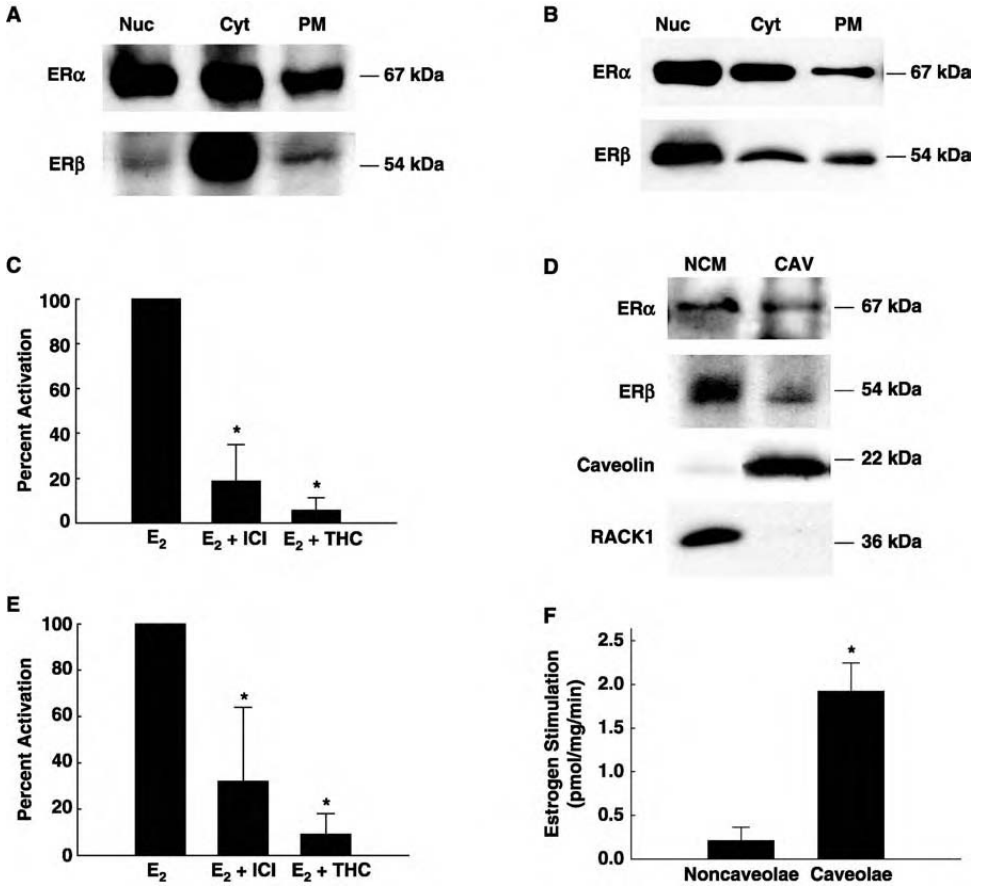 A
Nuc Cyt PM
ERα — 67 kDa
ERβ — 54 kDa
B
Nuc Cyt PM
ERα — 67 kDa
ERβ — 54 kDa
C
Percent Activation
100
80
60
40
20
0
*
*
E₂ E₂ + ICI E₂ + THC
D
NCM CAV
ERα — 67 kDa
ERβ — 54 kDa
Caveolin — 22 kDa
RACK1 — 36 kDa
E
Percent Activation
100
80
60
40
20
0
*
*
E₂ E₂ + ICI E₂ + THC
F
Estrogen Stimulation
(pmol/mg/min)
2.5
2.0
1.5
1.0
0.5
0.0
*
Noncaveolae Caveolae